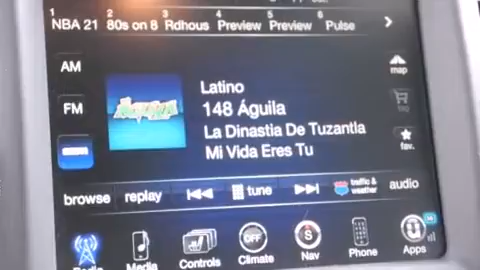 1 2 3 4 5 6
NBA 21 80s on 8 Rdhous Preview Preview Pulse
AM
FM
map
fav.
Latino
148 Águila
La Dinastia De Tuzantla
Mi Vida Eres Tu
browse replay tune traffic & weather audio
Radio Media Controls OFF Climate S Nav Phone Apps